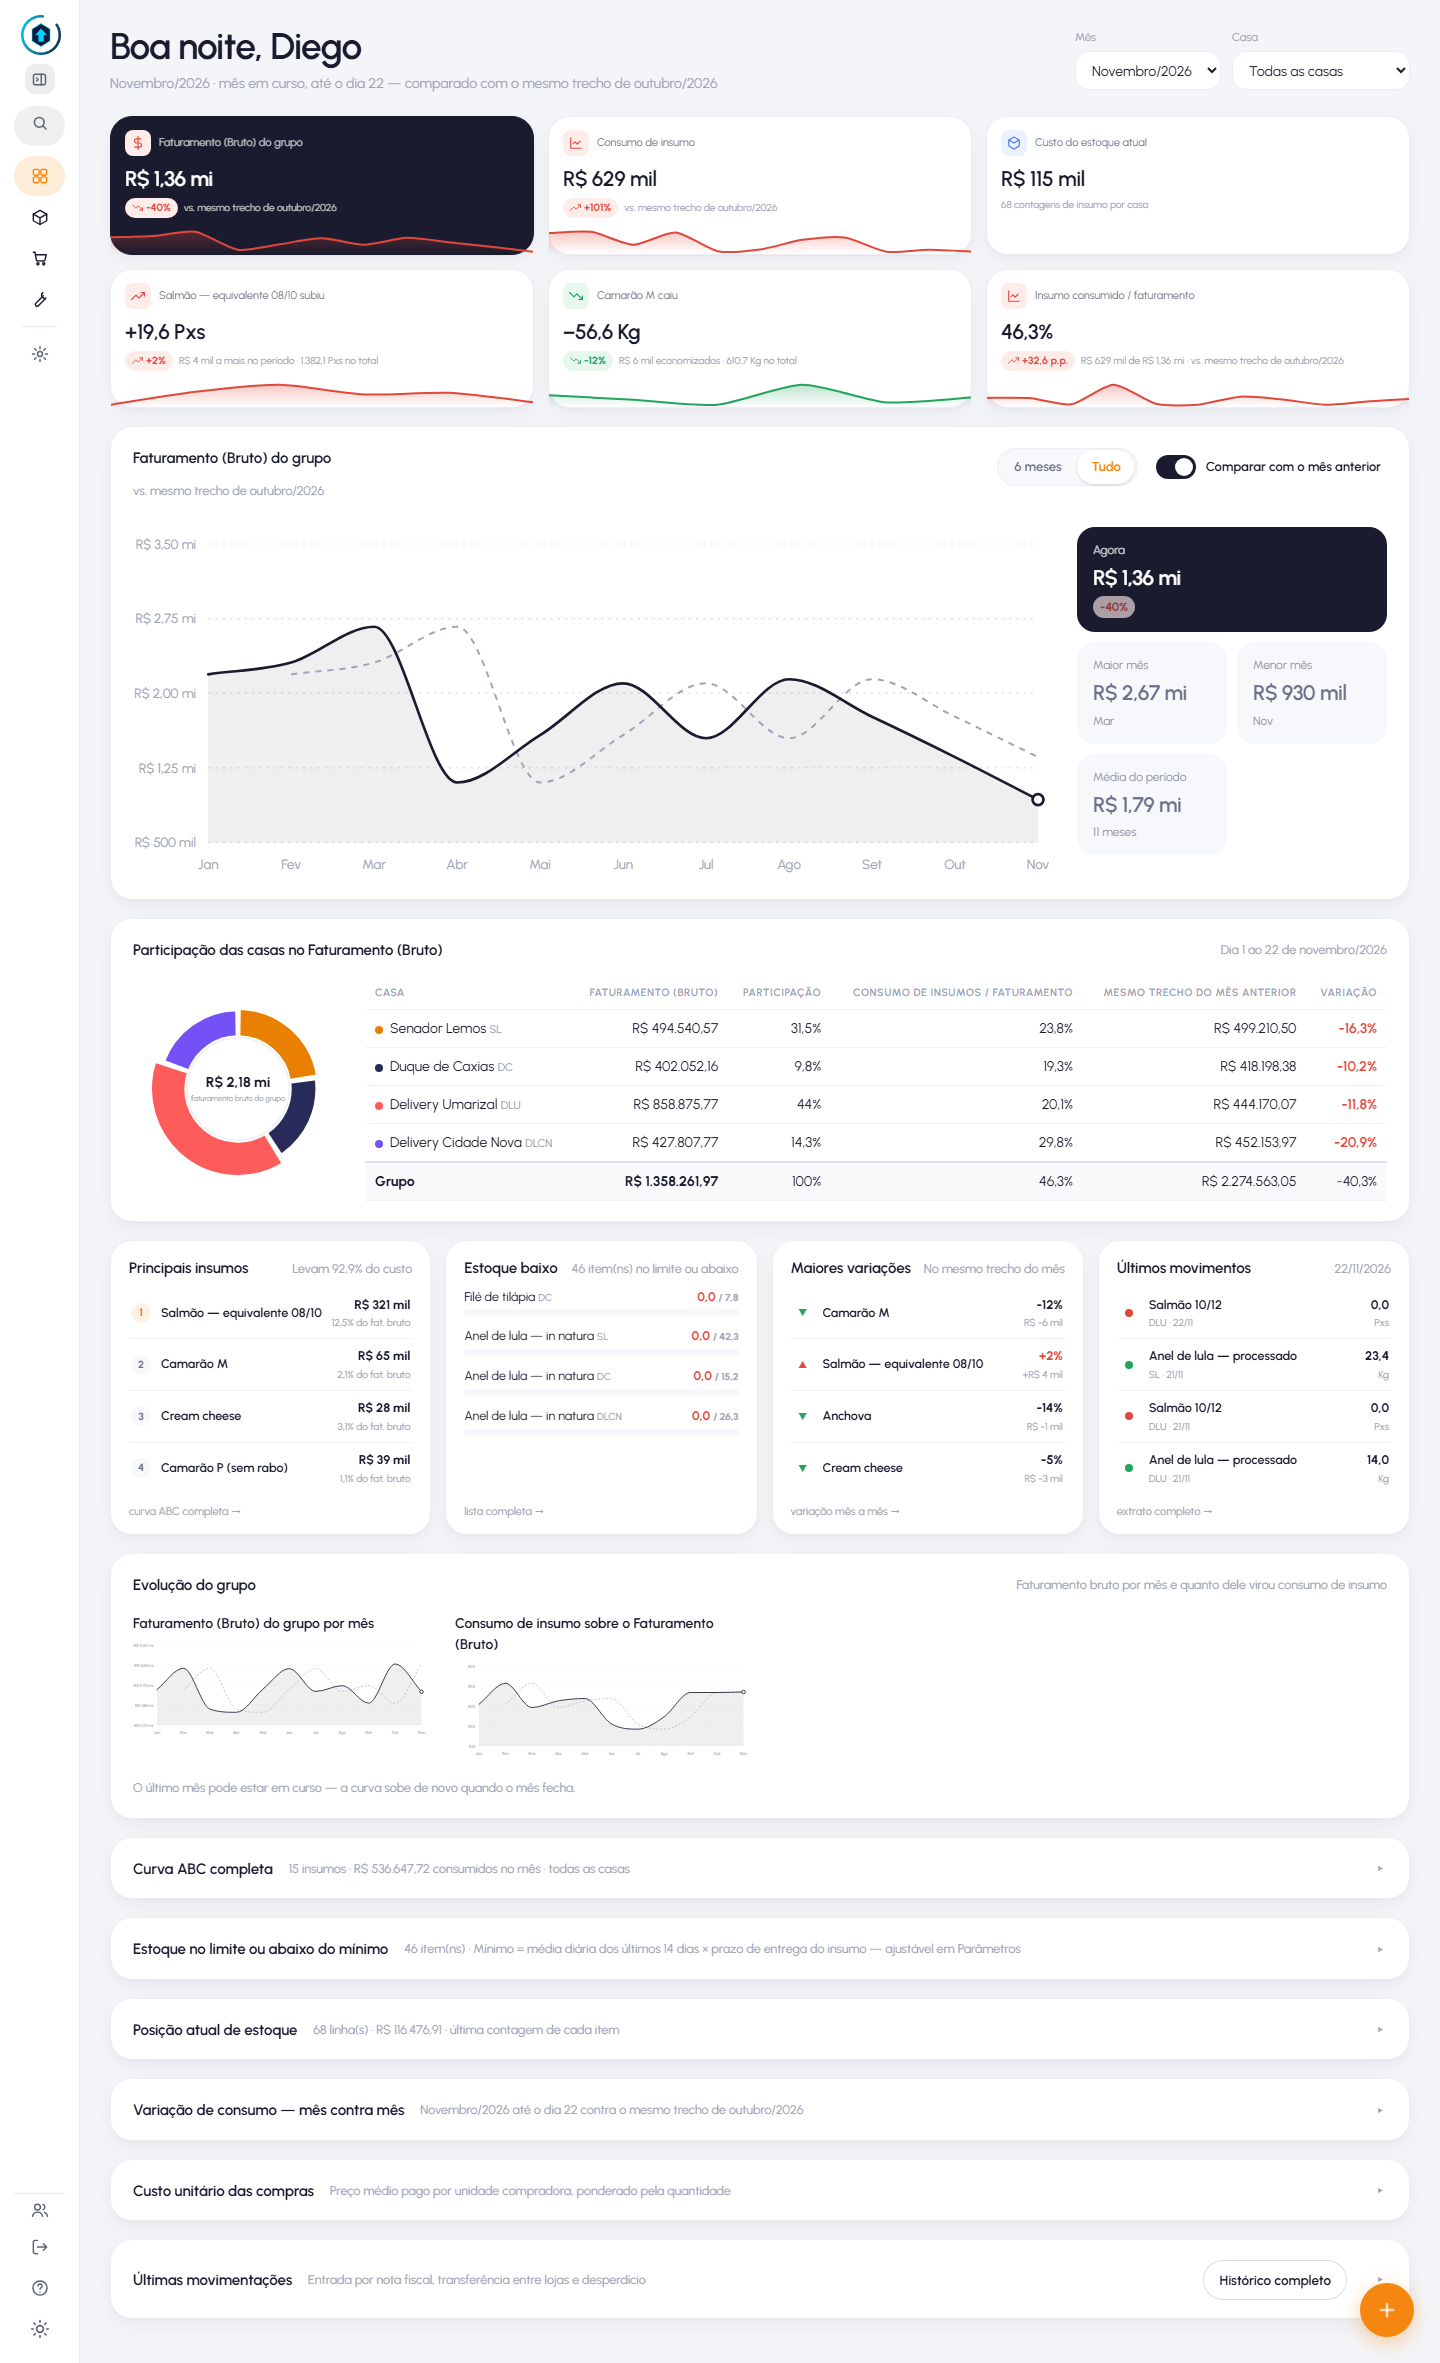 Boa noite, Diego
Novembro/2026 · mês em curso, até o dia 22 — comparado com o mesmo trecho de outubro/2026
Mês
Novembro/2026
Casa
Todas as casas
Faturamento (Bruto) do grupo
R$ 1,36 mi
-40% vs. mesmo trecho de outubro/2026
Consumo de insumo
R$ 629 mil
+101% vs. mesmo trecho de outubro/2026
Custo do estoque atual
R$ 115 mil
68 contagens de insumo por casa
Salmão — equivalente 08/10 subiu
+19,6 Pxs
+2% R$ 4 mil a mais no período · 1.382,1 Pxs no total
Camarão M caiu
−56,6 Kg
-12% R$ 6 mil economizados · 610,7 Kg no total
Insumo consumido / faturamento
46,3%
+32,6 p.p. R$ 629 mil de R$ 1,36 mi · vs. mesmo trecho de outubro/2026
Faturamento (Bruto) do grupo
vs. mesmo trecho de outubro/2026
6 meses
Tudo
Comparar com o mês anterior
R$ 3,50 mi
R$ 2,75 mi
R$ 2,00 mi
R$ 1,25 mi
R$ 500 mil
Jan Fev Mar Abr Mai Jun Jul Ago Set Out Nov
Agora
R$ 1,36 mi
-40%
Maior mês
R$ 2,67 mi
Mar
Menor mês
R$ 930 mil
Nov
Média do período
R$ 1,79 mi
11 meses
Participação das casas no Faturamento (Bruto)
Dia 1 ao 22 de novembro/2026
R$ 2,18 mi
faturamento bruto do grupo
CASA FATURAMENTO (BRUTO) PARTICIPAÇÃO CONSUMO DE INSUMOS / FATURAMENTO MESMO TRECHO DO MÊS ANTERIOR VARIAÇÃO
Senador Lemos SL R$ 494.540,57 31,5% 23,8% R$ 499.210,50 -16,3%
Duque de Caxias DC R$ 402.052,16 9,8% 19,3% R$ 418.198,38 -10,2%
Delivery Umarizal DLU R$ 858.875,77 44% 20,1% R$ 444.170,07 -11,8%
Delivery Cidade Nova DLCN R$ 427.807,77 14,3% 29,8% R$ 452.153,97 -20,9%
Grupo R$ 1.358.261,97 100% 46,3% R$ 2.274.563,05 -40,3%
Principais insumos
Levam 92,9% do custo
1 Salmão — equivalente 08/10 R$ 321 mil
12,5% do fat. bruto
2 Camarão M R$ 65 mil
2,1% do fat. bruto
3 Cream cheese R$ 28 mil
3,1% do fat. bruto
4 Camarão P (sem rabo) R$ 39 mil
1,1% do fat. bruto
curva ABC completa →
Estoque baixo
46 item(ns) no limite ou abaixo
Filé de tilápia DC 0,0 / 7,8
Anel de lula — in natura SL 0,0 / 42,3
Anel de lula — in natura DC 0,0 / 15,2
Anel de lula — in natura DLCN 0,0 / 26,3
lista completa →
Maiores variações
No mesmo trecho do mês
Camarão M -12%
R$ -6 mil
Salmão — equivalente 08/10 +2%
+R$ 4 mil
Anchova -14%
R$ -1 mil
Cream cheese -5%
R$ -3 mil
variação mês a mês →
Últimos movimentos
22/11/2026
Salmão 10/12 0,0
DLU · 22/11 Pxs
Anel de lula — processado 23,4
SL · 21/11 Kg
Salmão 10/12 0,0
DLU · 21/11 Pxs
Anel de lula — processado 14,0
DLU · 21/11 Kg
extrato completo →
Evolução do grupo
Faturamento bruto por mês e quanto dele virou consumo de insumo
Faturamento (Bruto) do grupo por mês
Consumo de insumo sobre o Faturamento
(Bruto)
O último mês pode estar em curso — a curva sobe de novo quando o mês fecha.
Curva ABC completa 15 insumos · R$ 536.647,72 consumidos no mês · todas as casas
Estoque no limite ou abaixo do mínimo 46 item(ns) · Mínimo = média diária dos últimos 14 dias × prazo de entrega do insumo — ajustável em Parâmetros
Posição atual de estoque 68 linha(s) · R$ 116.476,91 · última contagem de cada item
Variação de consumo — mês contra mês Novembro/2026 até o dia 22 contra o mesmo trecho de outubro/2026
Custo unitário das compras Preço médio pago por unidade compradora, ponderado pela quantidade
Últimas movimentações Entrada por nota fiscal, transferência entre lojas e desperdício
Histórico completo